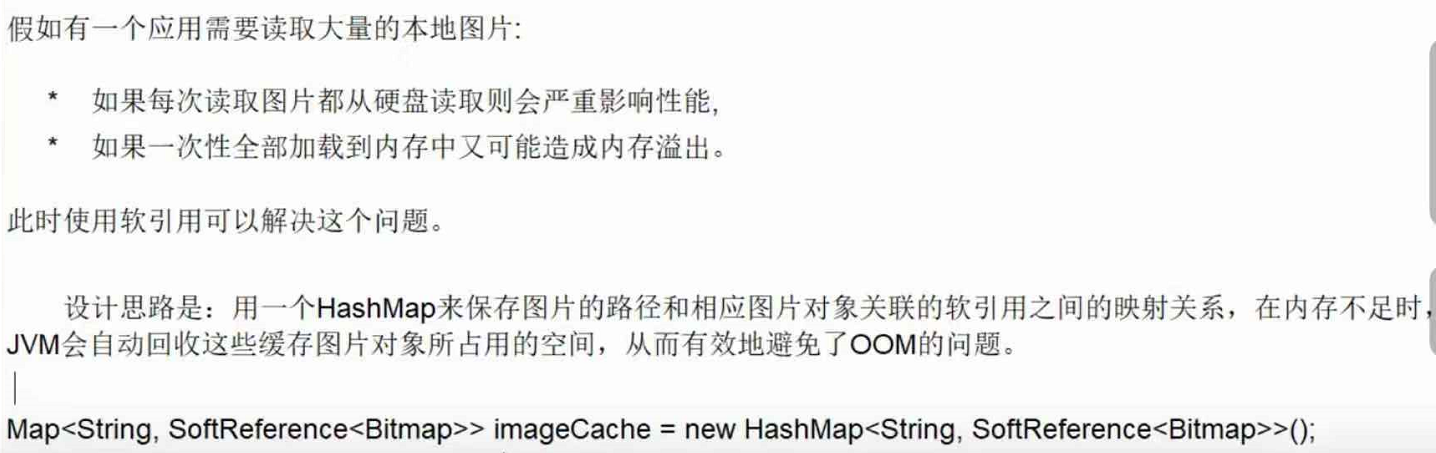 假如有一个应用需要读取大量的本地图片:
* 如果每次读取图片都从硬盘读取则会严重影响性能,
* 如果一次性全部加载到内存中又可能造成内存溢出。
此时使用软引用可以解决这个问题。
设计思路是：用一个HashMap来保存图片的路径和相应图片对象关联的软引用之间的映射关系，在内存不足时，
JVM会自动回收这些缓存图片对象所占用的空间，从而有效地避免了OOM的问题。
Map<String, SoftReference<Bitmap>> imageCache = new HashMap<String, SoftReference<Bitmap>>();